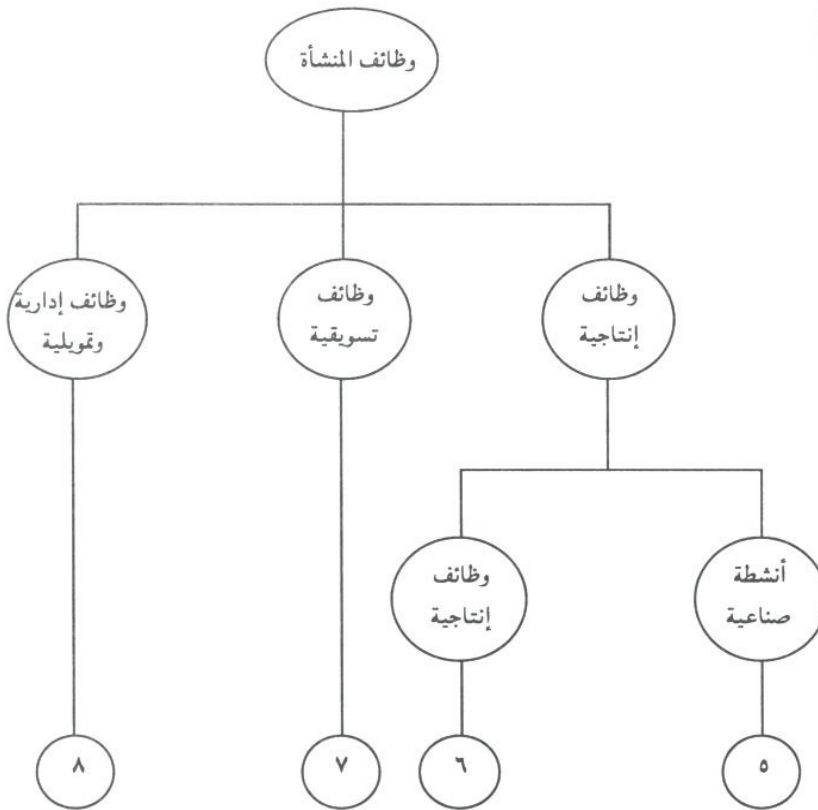 وظائف المنشأة
وظائف
إنتاجية
وظائف
تسويقية
وظائف إدارية
وتمويلية
أنشطة
صناعية
وظائف
إنتاجية
٥
٦
٧
٨